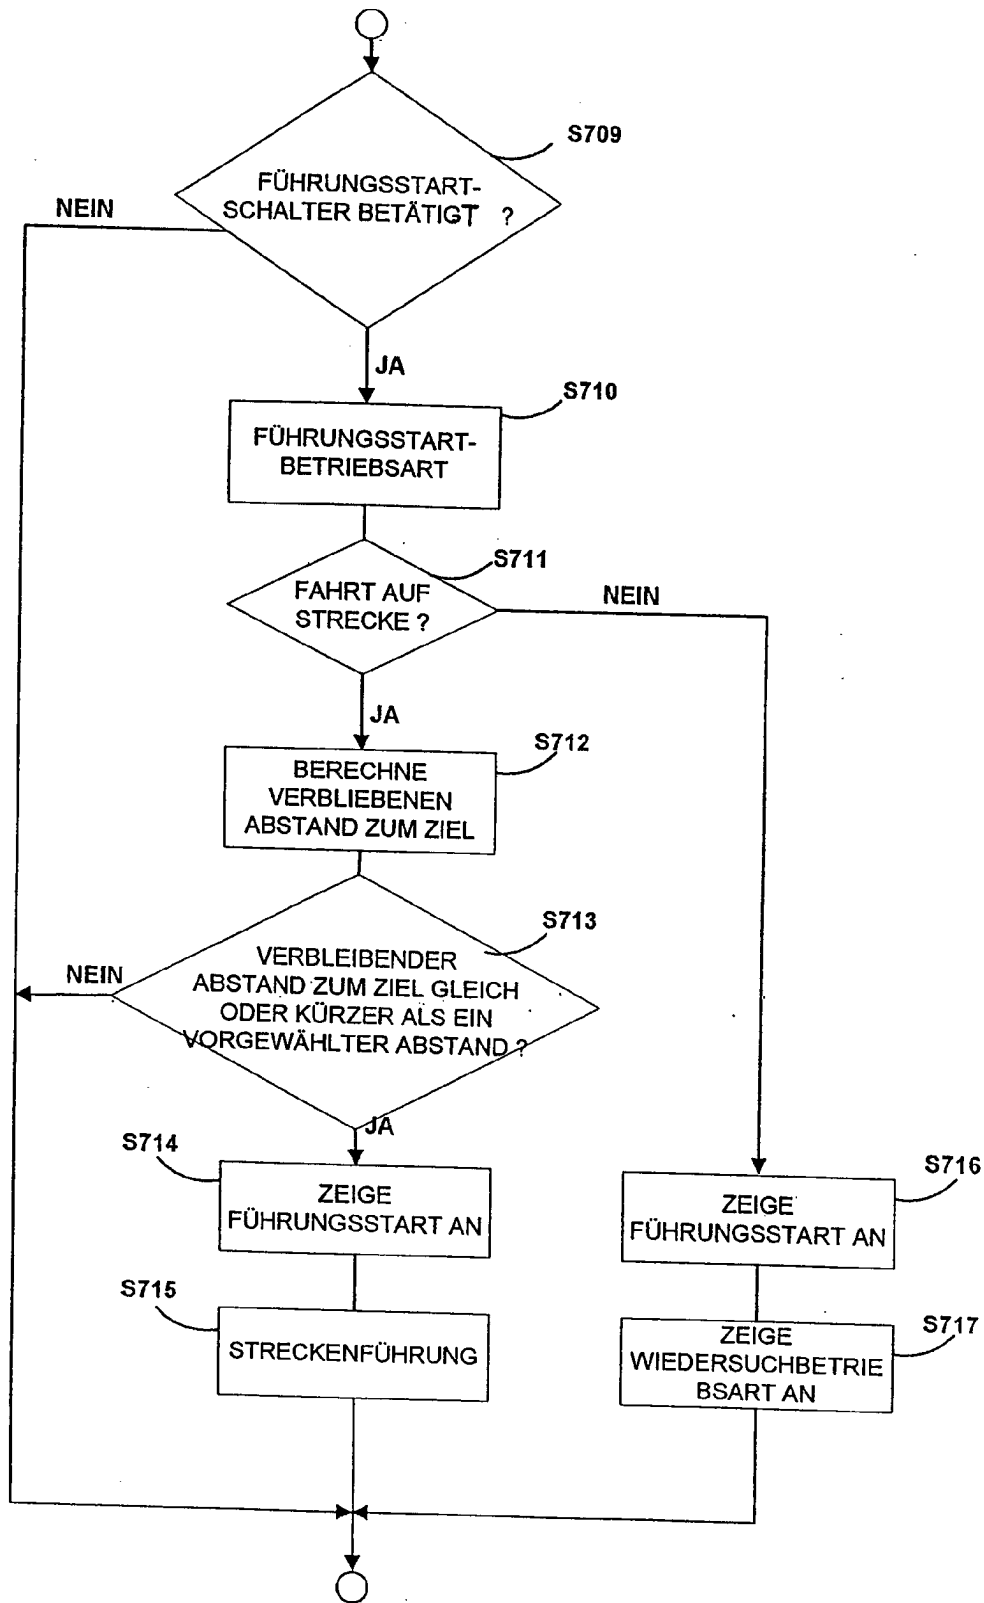 S709
FÜHRUNGSSTART-
SCHALTER BETÄTIGT ?
NEIN
JA
S710
FÜHRUNGSSTART-
BETRIEBSART
S711
FAHRT AUF
STRECKE ?
NEIN
JA
S712
BERECHNE
VERBLIEBENEN
ABSTAND ZUM ZIEL
S713
VERBLEIBENDER
ABSTAND ZUM ZIEL GLEICH
ODER KÜRZER ALS EIN
VORGEWÄHLTER ABSTAND ?
NEIN
JA
S714
ZEIGE
FÜHRUNGSSTART AN
S716
ZEIGE
FÜHRUNGSSTART AN
S715
STRECKENFÜHRUNG
S717
ZEIGE
WIEDERSUCHBETRIE
BSART AN